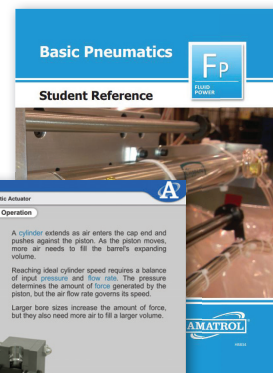 Basic Pneumatics
Fp
FLUID
POWER
Student Reference
tic Actuator
Operation
A cylinder extends as air enters the cap end and
pushes against the piston. As the piston moves,
more air needs to fill the barrel's expanding
volume.
Reaching ideal cylinder speed requires a balance
of input pressure and flow rate. The pressure
determines the amount of force generated by the
piston, but the air flow rate governs its speed.
Larger bore sizes increase the amount of force,
but they also need more air to fill a larger volume.
AMATROL